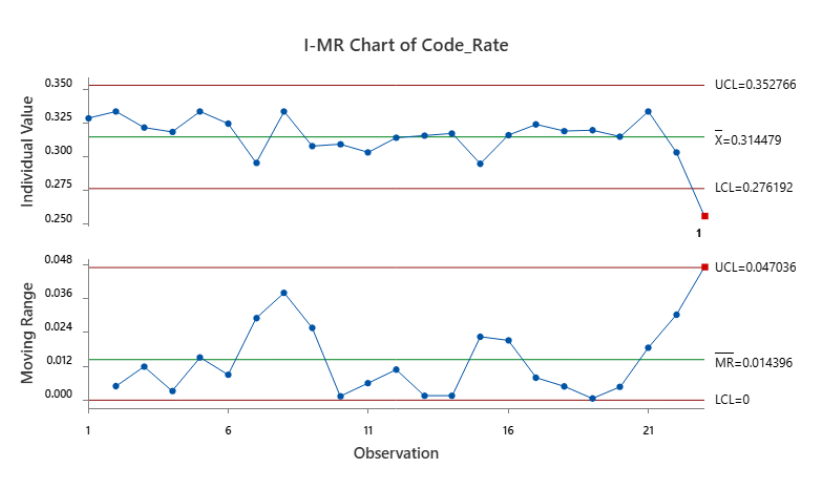 I-MR Chart of Code_Rate
Individual Value
0.350
0.325
0.300
0.275
0.250
UCL=0.352766
X=0.314479
LCL=0.276192
1
Moving Range
0.048
0.036
0.024
0.012
0.000
UCL=0.047036
MR=0.014396
LCL=0
1 6 11 16 21
Observation